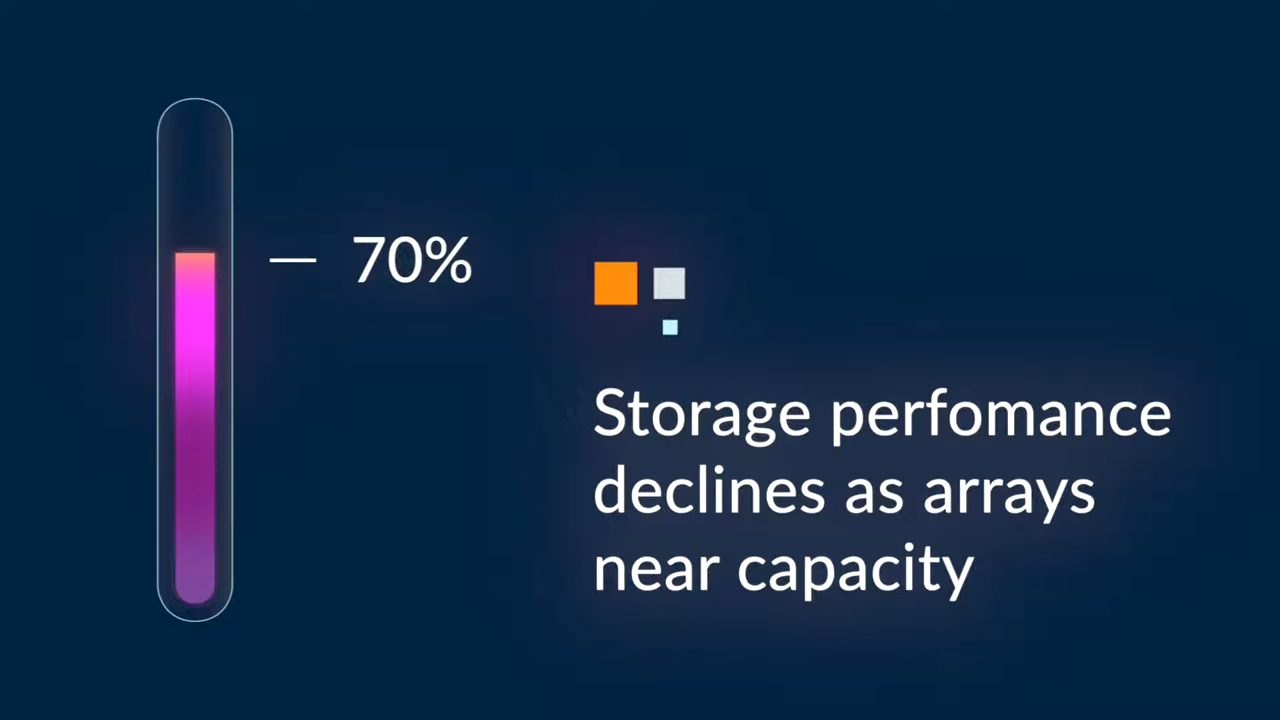 — 70%
Storage perfomance
declines as arrays
near capacity